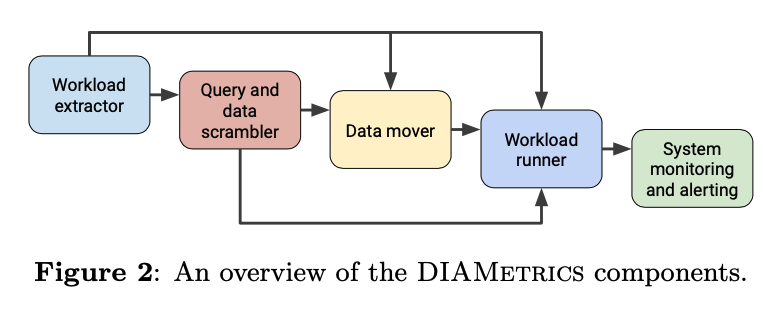 Workload
extractor
Query and
data
scrambler
Data mover
Workload
runner
System
monitoring
and alerting
Figure 2: An overview of the DIAMETRICS components.